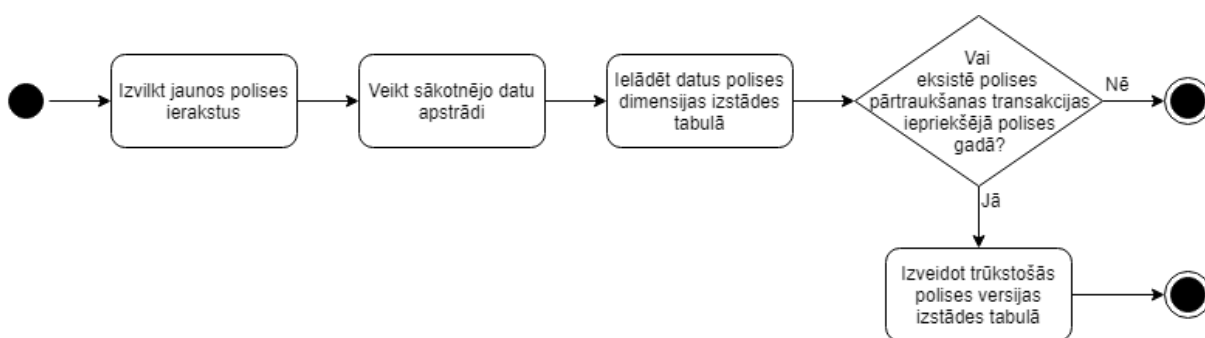 Izvilkt jaunos polises
ierakstus
Veikt sākotnējo datu
apstrādi
Ielādēt datus polises
dimensijas izstādes
tabulā
Vai
eksistē polises
pārtraukšanas transakcijas
iepriekšējā polises
gadā?
Nē
Jā
Izveidot trūkstošās
polises versijas
izstādes tabulā